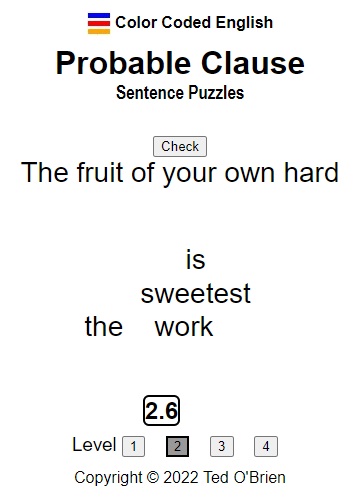 Color Coded English
Probable Clause
Sentence Puzzles
Check
The fruit of your own hard
is
sweetest
the work
2.6
Level 1 2 3 4
Copyright © 2022 Ted O'Brien